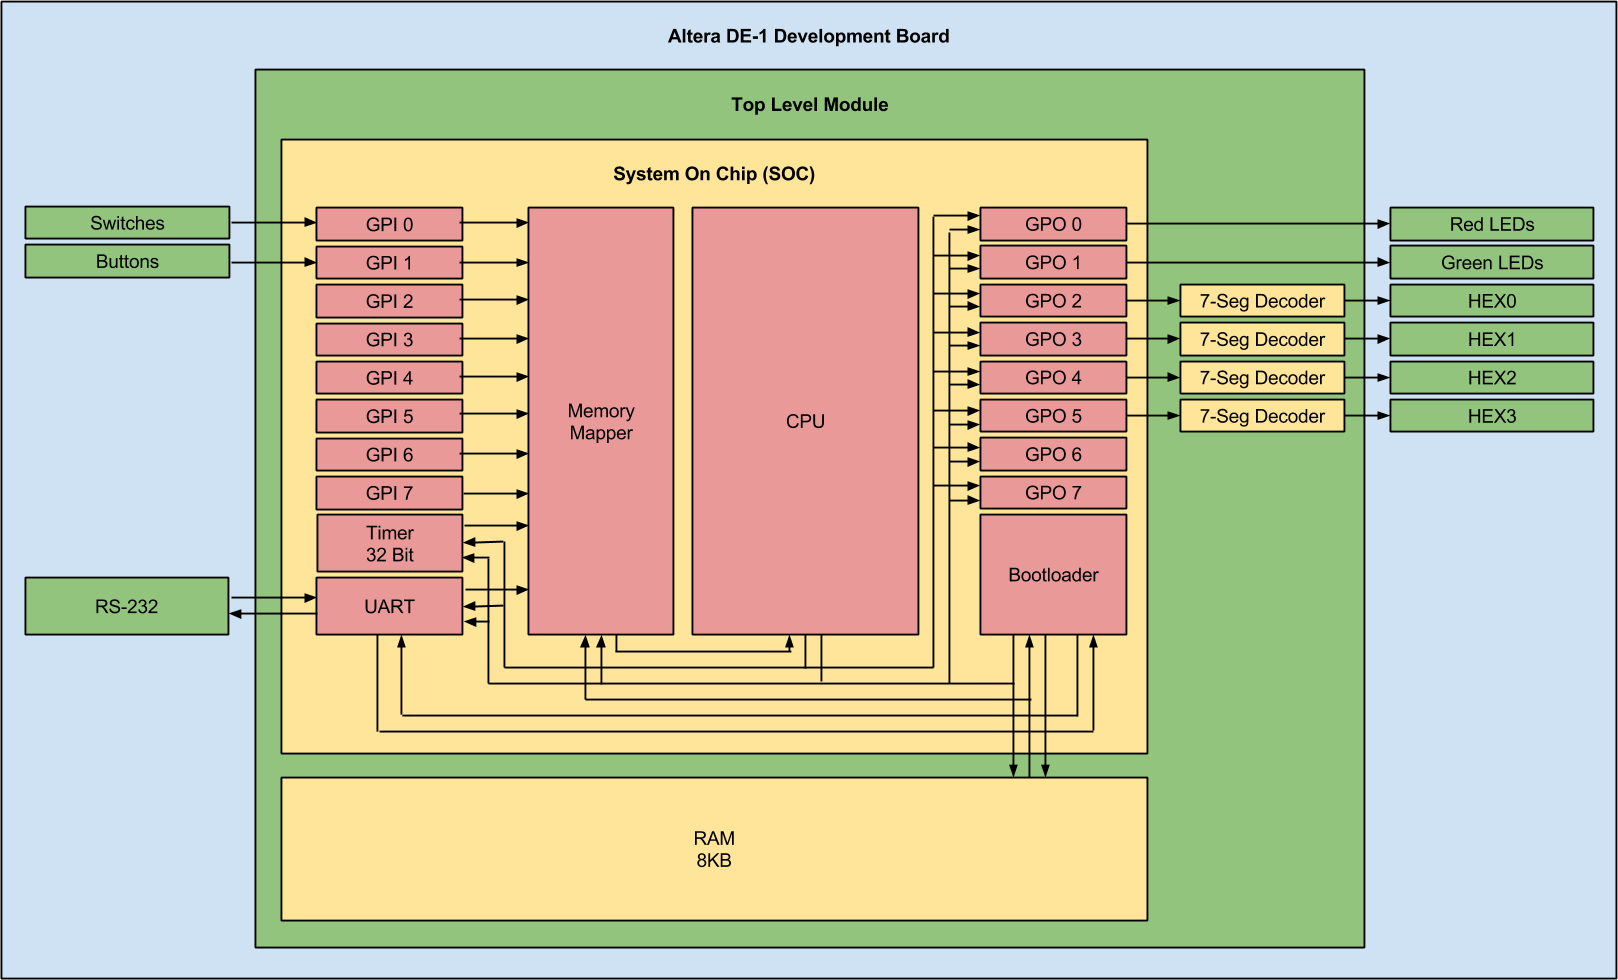 Altera DE-1 Development Board
Top Level Module
System On Chip (SOC)
Switches
Buttons
RS-232
GPI 0
GPI 1
GPI 2
GPI 3
GPI 4
GPI 5
GPI 6
GPI 7
Timer
32 Bit
UART
Memory
Mapper
CPU
GPO 0
GPO 1
GPO 2
GPO 3
GPO 4
GPO 5
GPO 6
GPO 7
Bootloader
7-Seg Decoder
7-Seg Decoder
7-Seg Decoder
7-Seg Decoder
Red LEDs
Green LEDs
HEX0
HEX1
HEX2
HEX3
RAM
8KB